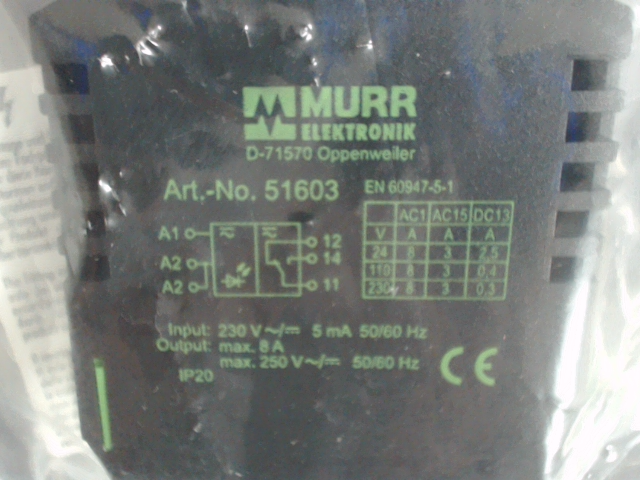 MURR
ELEKTRONIK
D-71570 Oppenweiler
Art.-No. 51603 EN 60947-5-1
AC1 AC15 DC13
V A A A
24 8 3 2,5
110 8 3 0,4
230 8 3 0,3
A1 12
A2 14
A2 11
Input: 230 V ~/⎓ 5 mA 50/60 Hz
Output: max. 8 A
max. 250 V ~/⎓ 50/60 Hz
IP20 CE